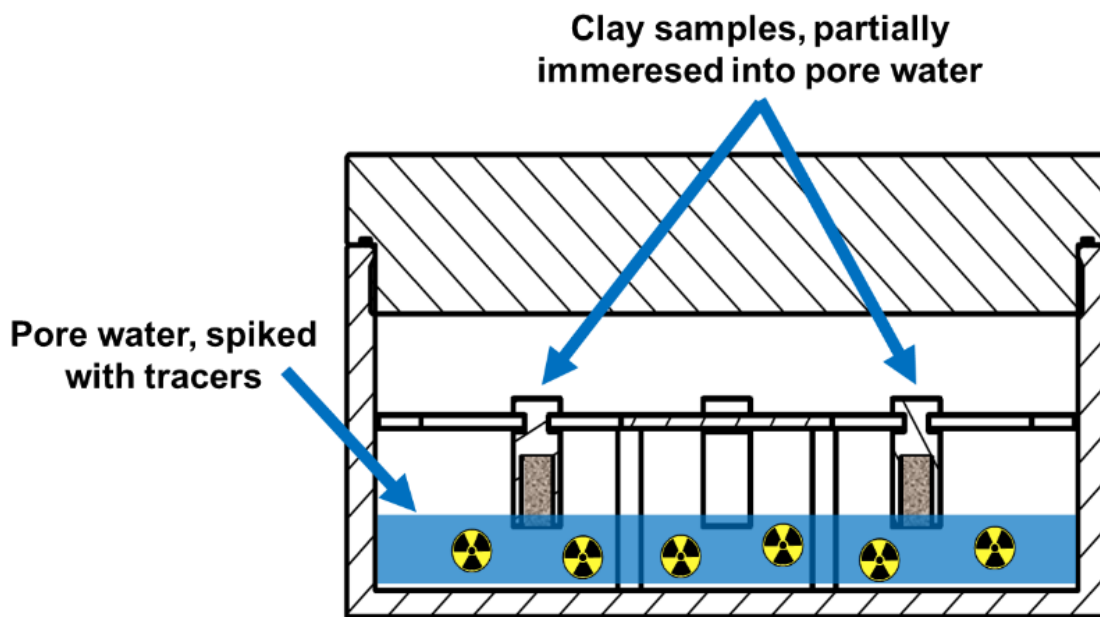 Clay samples, partially
immeresed into pore water
Pore water, spiked
with tracers